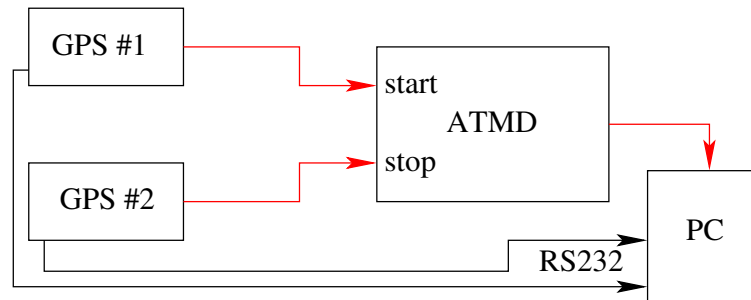 GPS #1
start
ATMD
stop
GPS #2
PC
RS232